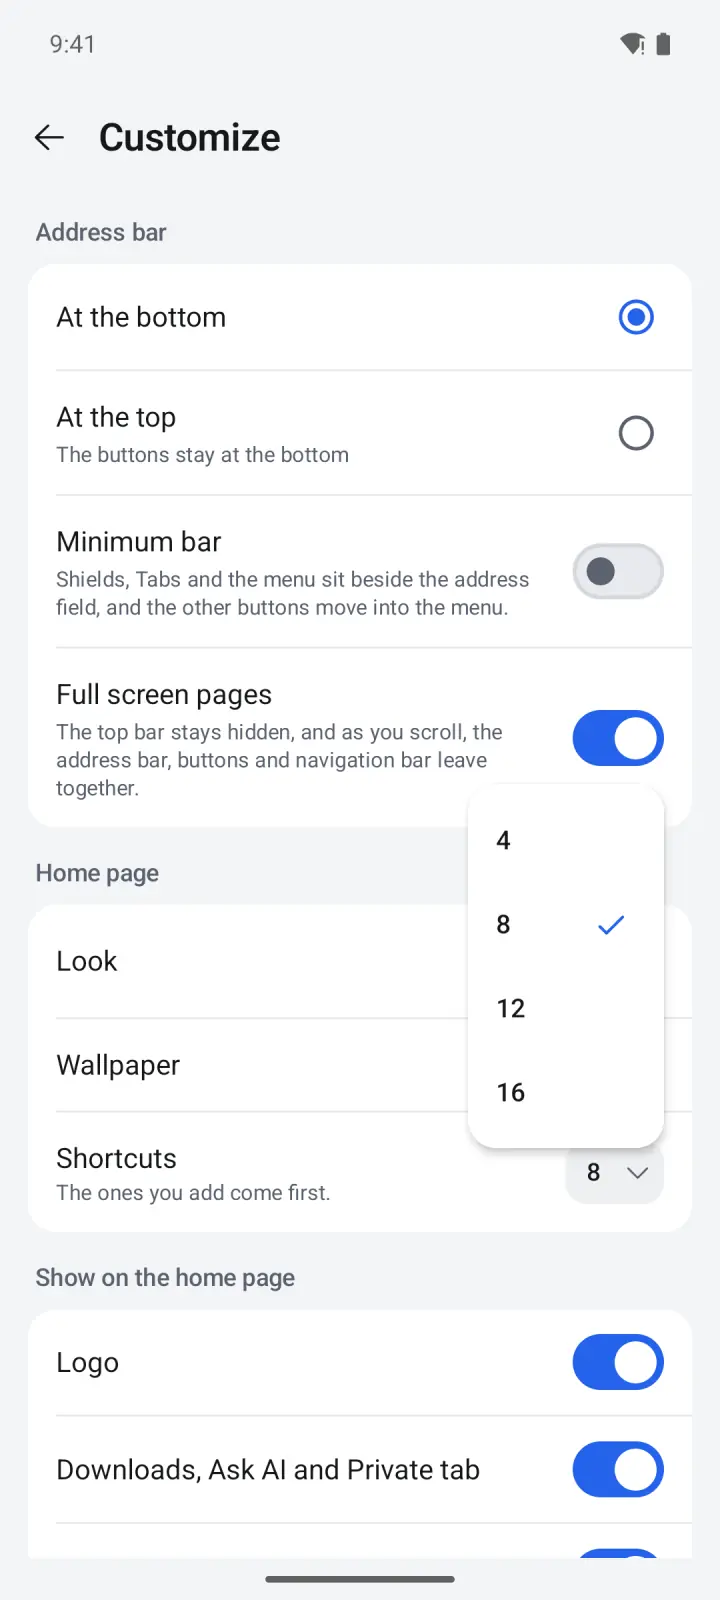 9:41
Customize
Address bar
At the bottom
At the top
The buttons stay at the bottom
Minimum bar
Shields, Tabs and the menu sit beside the address
field, and the other buttons move into the menu.
Full screen pages
The top bar stays hidden, and as you scroll, the
address bar, buttons and navigation bar leave
together.
4
Home page
8
Look
12
Wallpaper
16
Shortcuts
8
The ones you add come first.
Show on the home page
Logo
Downloads, Ask AI and Private tab